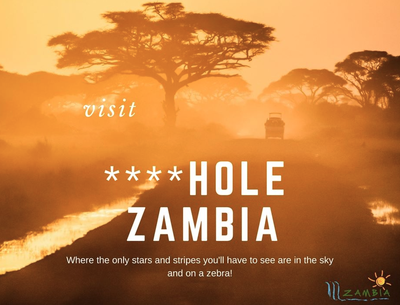 visit
****HOLE
ZAMBIA
Where the only stars and stripes you'll have to see are in the sky
and on a zebra!
ZAMBIA